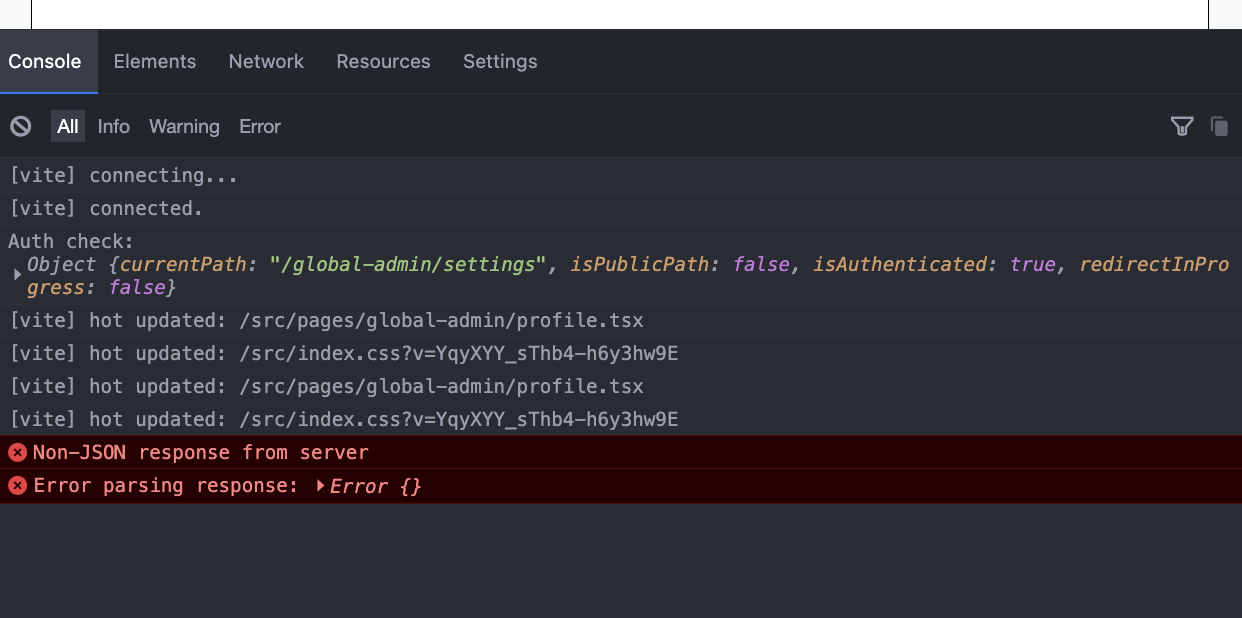 Console Elements Network Resources Settings
All Info Warning Error
[vite] connecting...
[vite] connected.
Auth check:
Object {currentPath: "/global-admin/settings", isPublicPath: false, isAuthenticated: true, redirectInPro
gress: false}
[vite] hot updated: /src/pages/global-admin/profile.tsx
[vite] hot updated: /src/index.css?v=YqyXYY_sThb4-h6y3hw9E
[vite] hot updated: /src/pages/global-admin/profile.tsx
[vite] hot updated: /src/index.css?v=YqyXYY_sThb4-h6y3hw9E
Non-JSON response from server
Error parsing response: Error {}